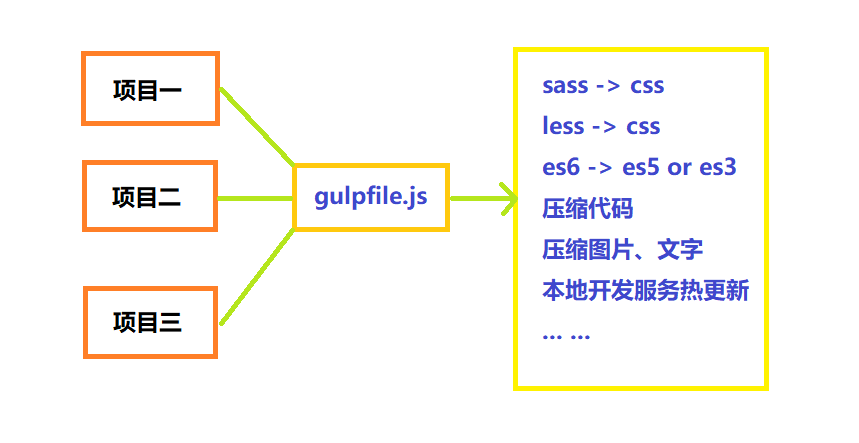 项目一
项目二
项目三
gulpfile.js
sass -> css
less -> css
es6 -> es5 or es3
压缩代码
压缩图片、文字
本地开发服务热更新
... ...